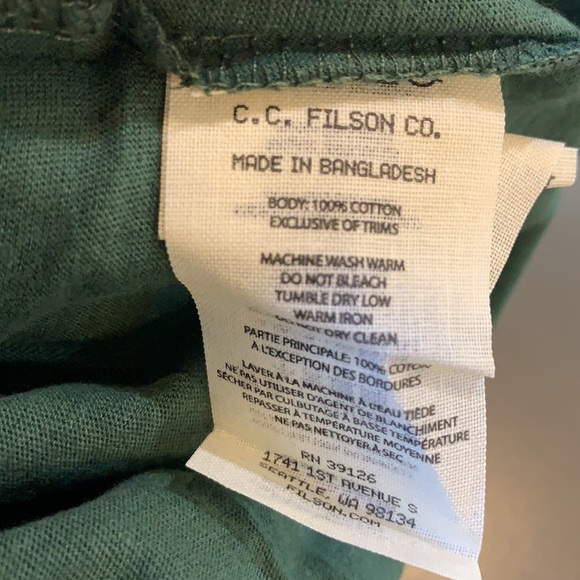 C.C. FILSON CO.
MADE IN BANGLADESH
BODY: 100% COTTON
EXCLUSIVE OF TRIMS
MACHINE WASH WARM
DO NOT BLEACH
TUMBLE DRY LOW
WARM IRON
DO NOT DRY CLEAN
PARTIE PRINCIPALE: 100% COTON
À L'EXCEPTION DES BORDURES
LAVER À LA MACHINE À L'EAU TIÈDE
NE PAS UTILISER D'AGENT DE BLANCHIMENT
SÉCHER PAR CULBUTAGE À BASSE TEMPÉRATURE
REPASSER À TEMPÉRATURE MOYENNE
NE PAS NETTOYER À SEC
RN 39126
1741 1ST AVENUE S
SEATTLE, WA 98134
FILSON.COM